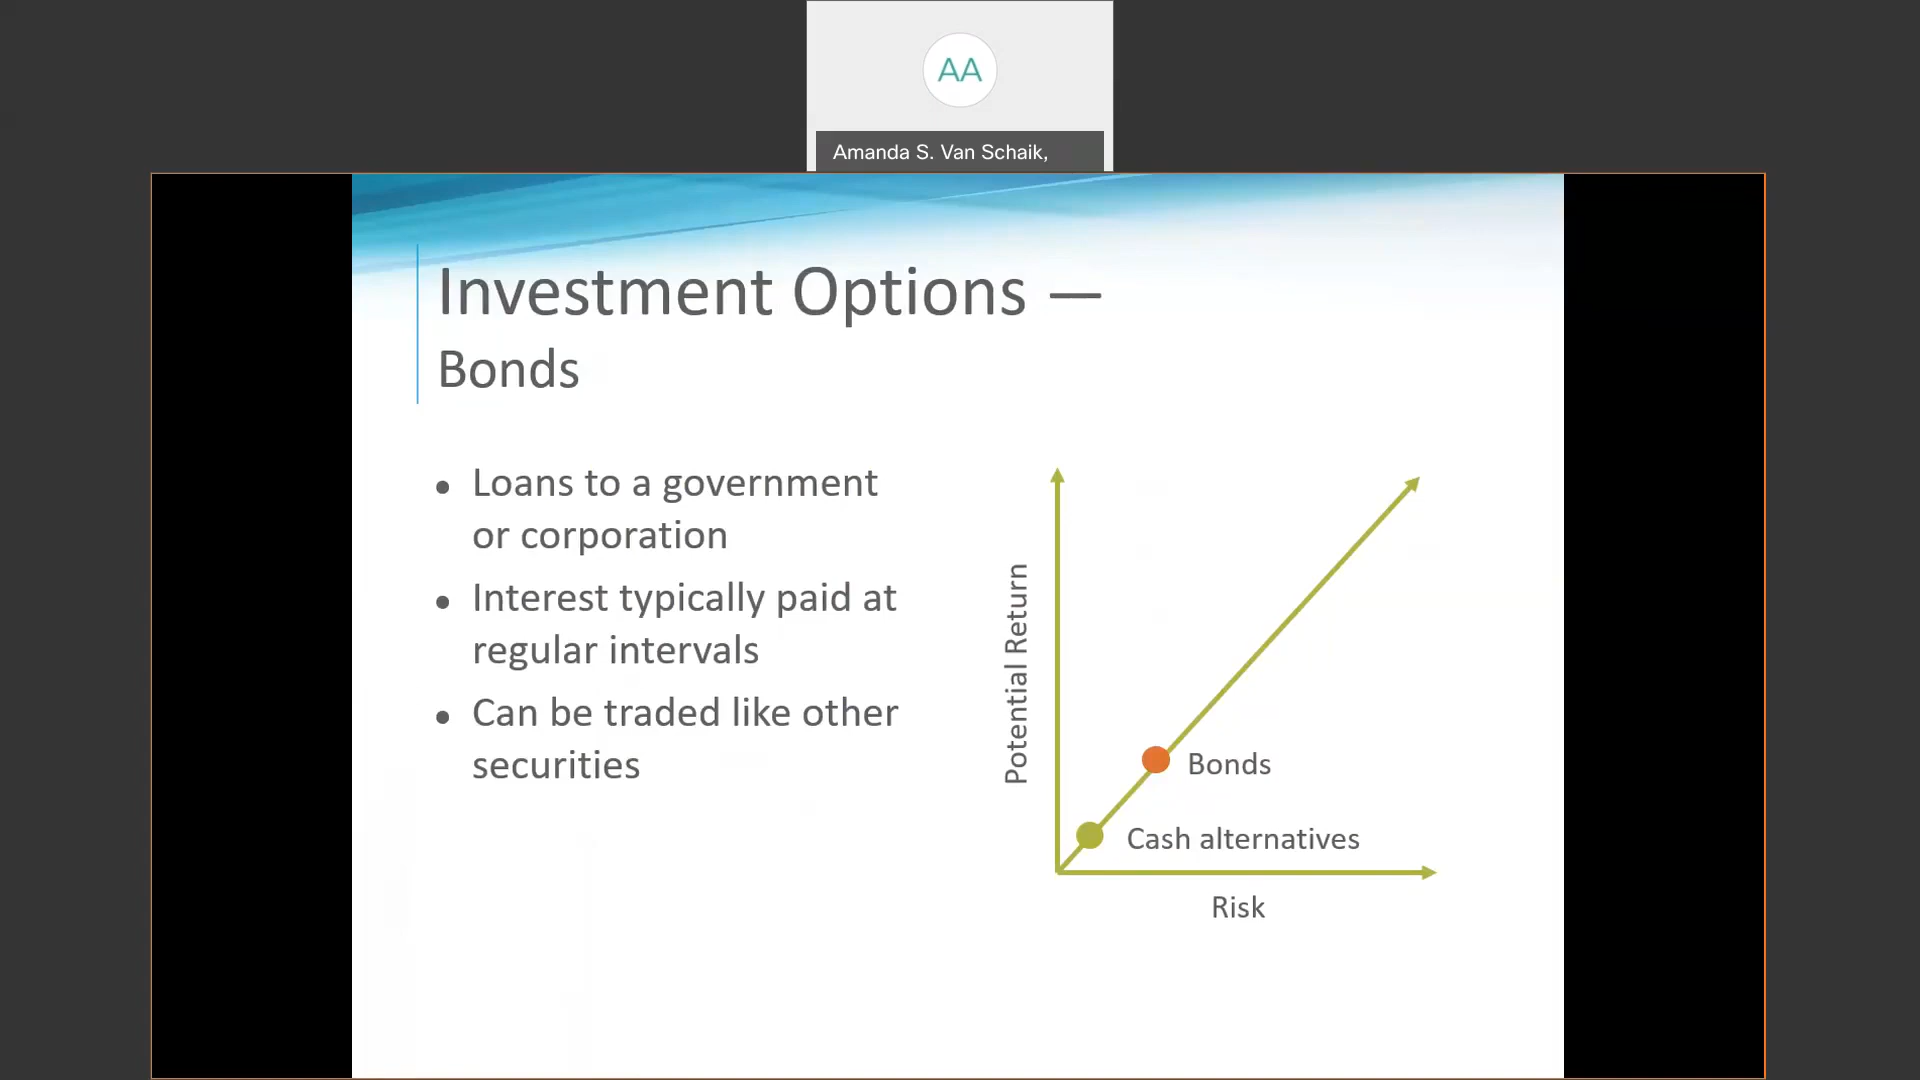 AA
Amanda S. Van Schaik,
Investment Options —
Bonds
• Loans to a government
or corporation
• Interest typically paid at
regular intervals
• Can be traded like other
securities
Potential Return
Bonds
Cash alternatives
Risk